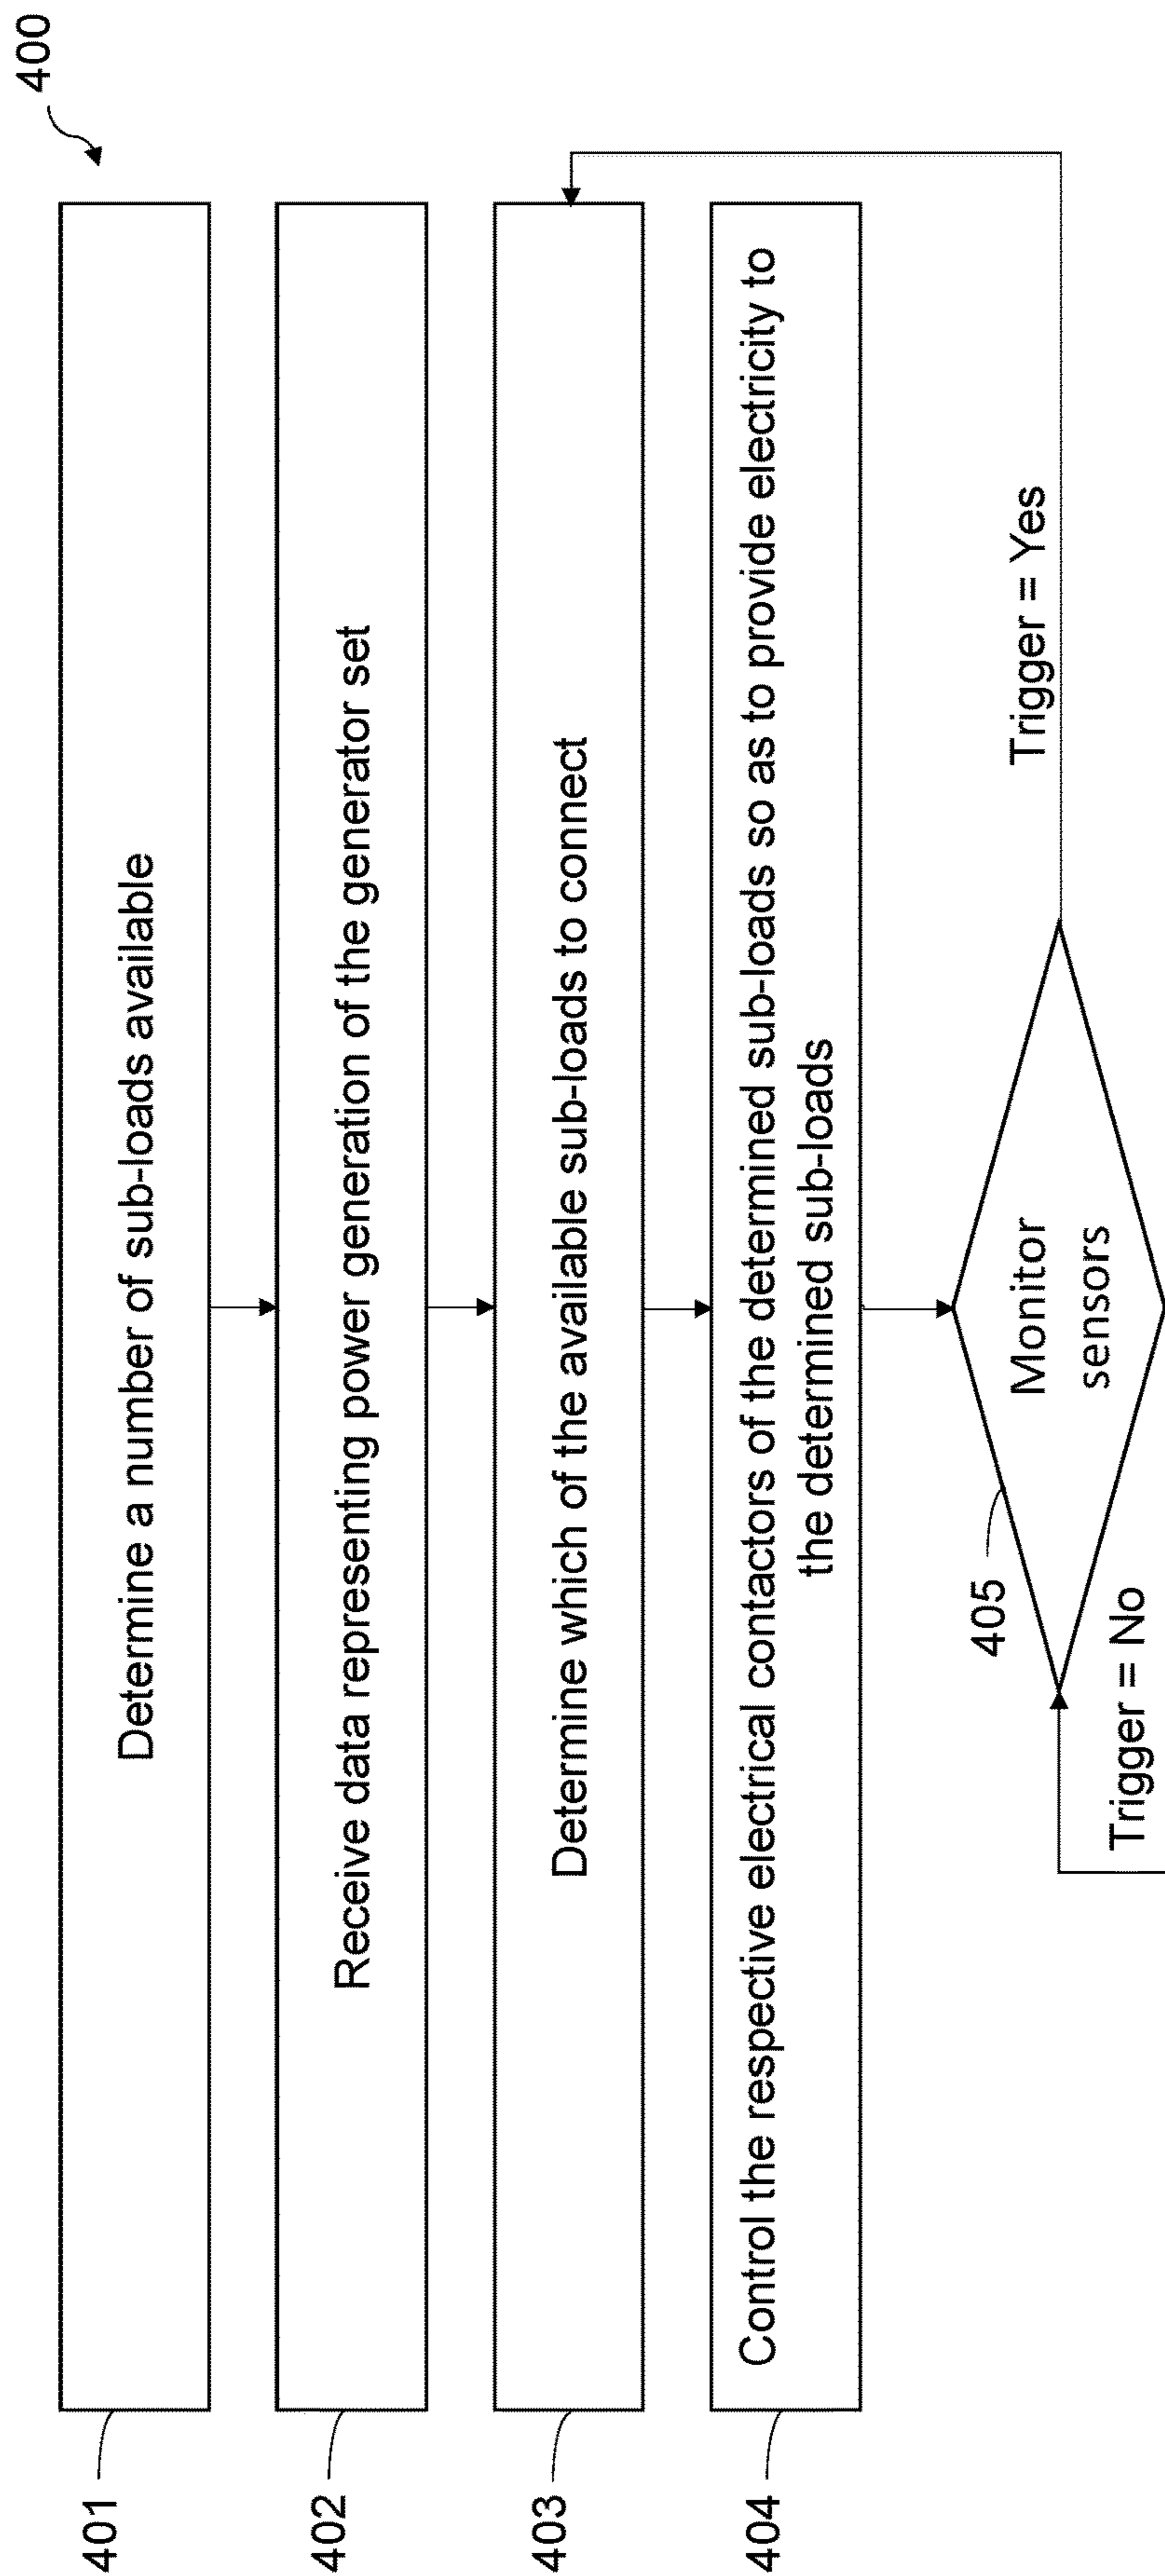 400
401
Determine a number of sub-loads available
402
Receive data representing power generation of the generator set
403
Determine which of the available sub-loads to connect
404
Control the respective electrical contactors of the determined sub-loads so as to provide electricity to
the determined sub-loads
405
Monitor
sensors
Trigger = Yes
Trigger = No